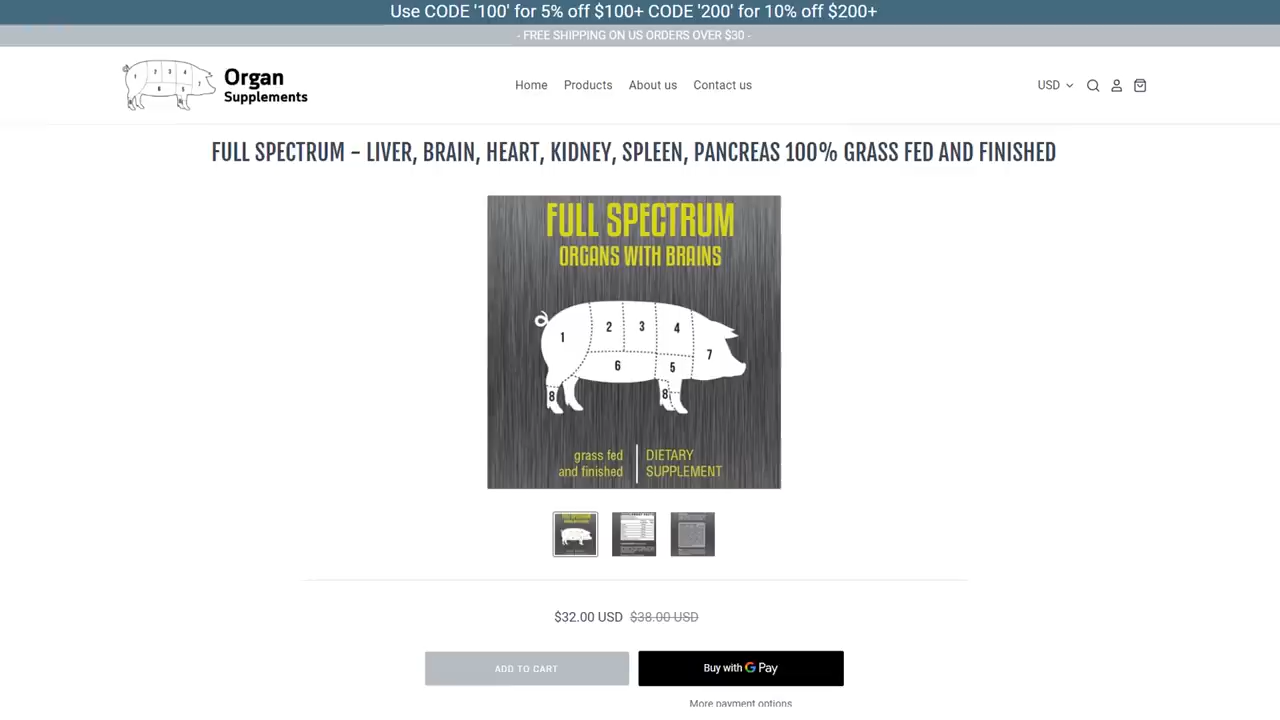 Use CODE '100' for 5% off $100+ CODE '200' for 10% off $200+
- FREE SHIPPING ON US ORDERS OVER $30 -
Organ
Supplements
Home Products About us Contact us
USD
FULL SPECTRUM - LIVER, BRAIN, HEART, KIDNEY, SPLEEN, PANCREAS 100% GRASS FED AND FINISHED
FULL SPECTRUM
ORGANS WITH BRAINS
1 2 3 4 7
6 5
8 8
grass fed
and finished
DIETARY
SUPPLEMENT
$32.00 USD $38.00 USD
ADD TO CART
Buy with G Pay
More payment options